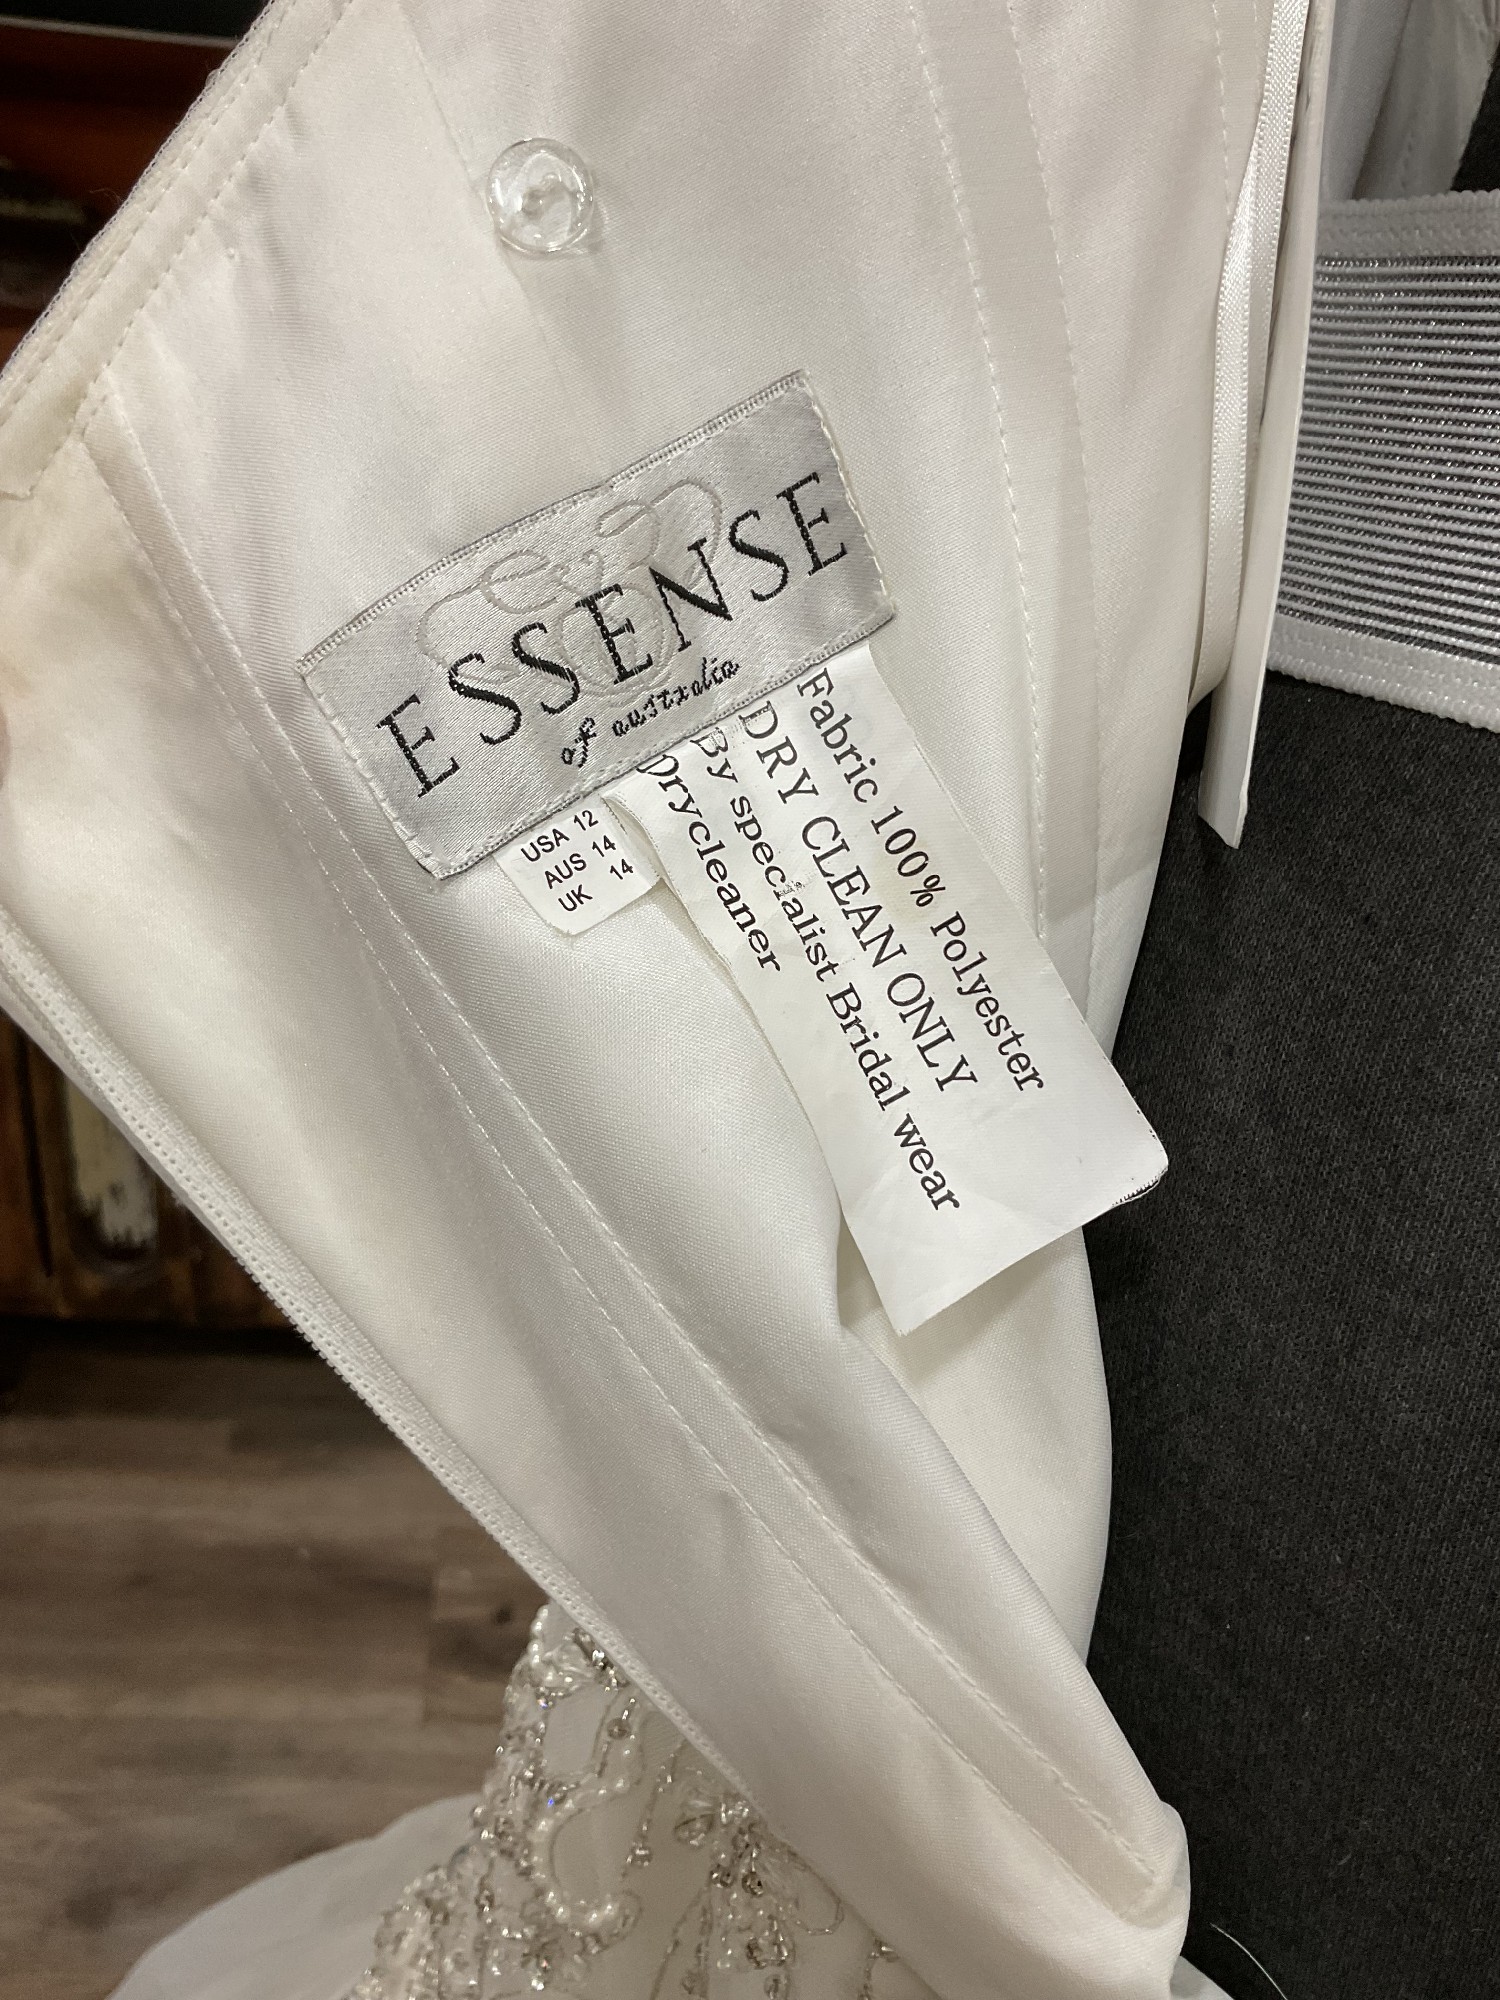 ESSENSE
of australia
USA 12
AUS 14
UK 14
Fabric 100% Polyester
DRY CLEAN ONLY
By specialist Bridal wear
Drycleaner